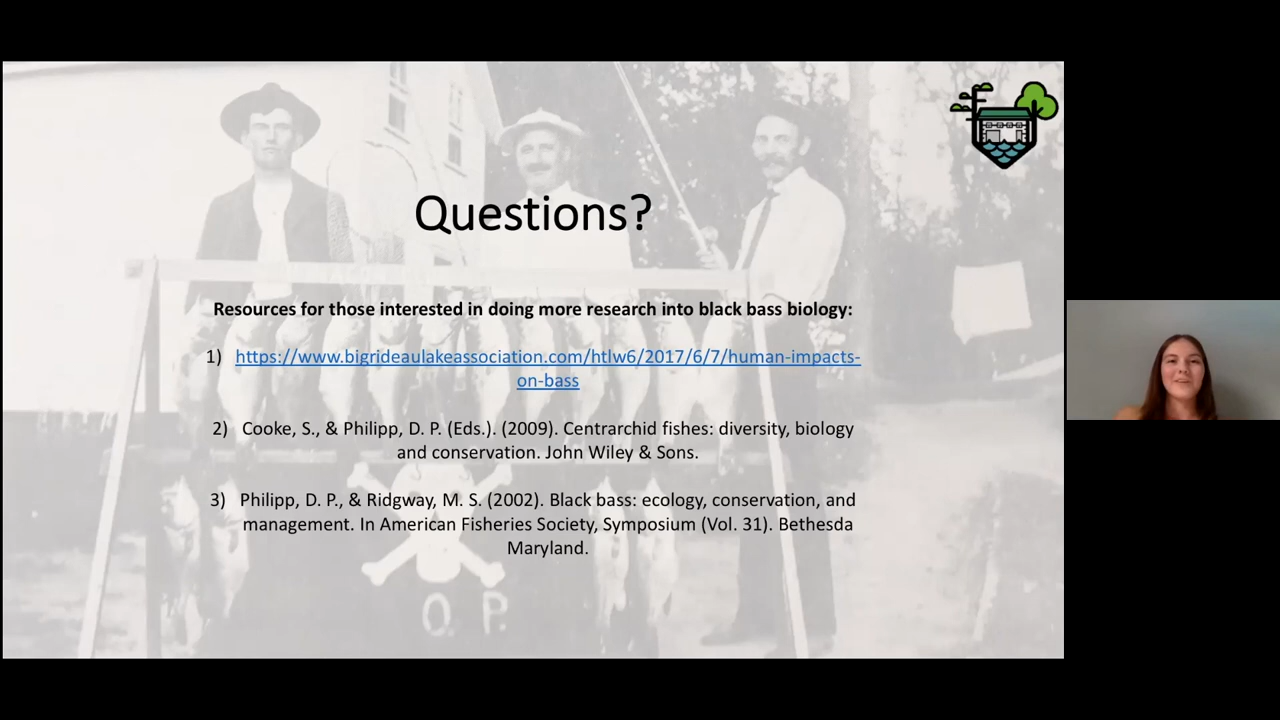 Questions?
Resources for those interested in doing more research into black bass biology:
1) https://www.bigrideaulakeassociation.com/htlw6/2017/6/7/human-impacts-
on-bass
2) Cooke, S., & Philipp, D. P. (Eds.). (2009). Centrarchid fishes: diversity, biology
and conservation. John Wiley & Sons.
3) Philipp, D. P., & Ridgway, M. S. (2002). Black bass: ecology, conservation, and
management. In American Fisheries Society, Symposium (Vol. 31). Bethesda
Maryland.
O. P.